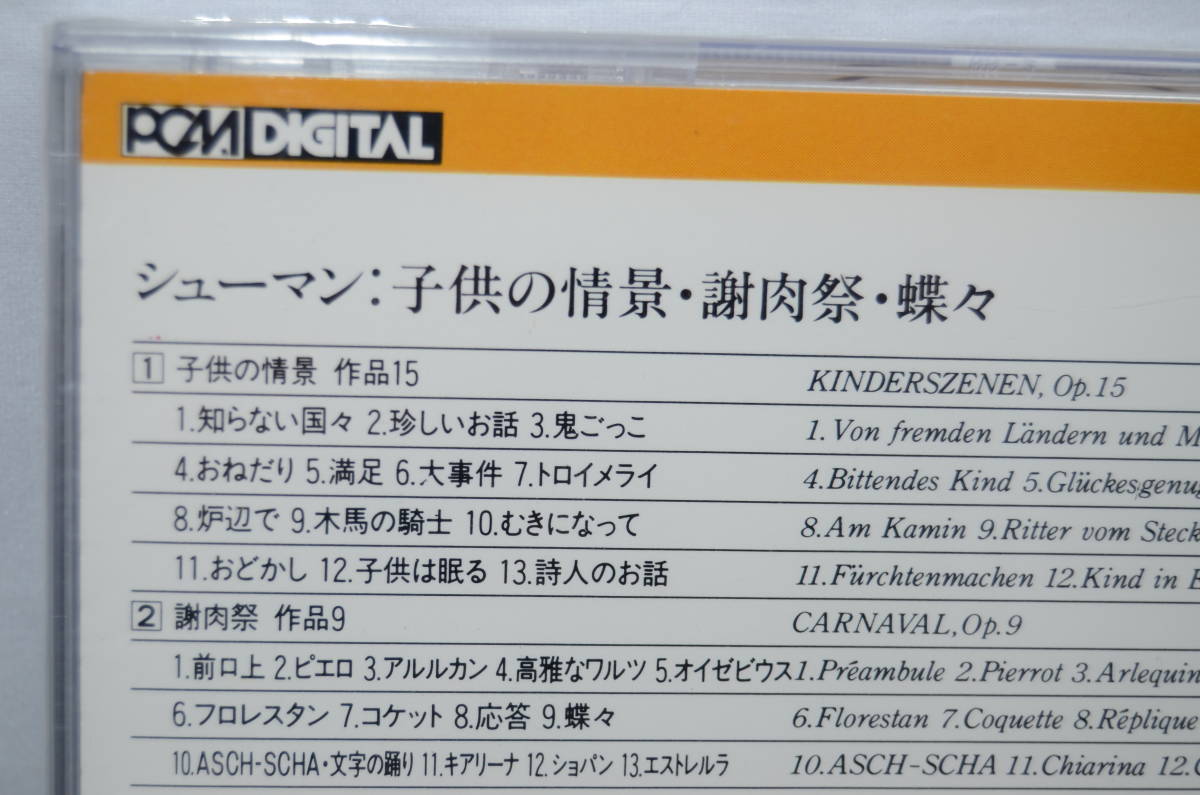 PCM DIGITAL
シューマン:子供の情景・謝肉祭・蝶々
1 子供の情景 作品15 KINDERSZENEN, Op.15
1.知らない国々 2.珍しいお話 3.鬼ごっこ 1.Von fremden Ländern und M
4.おねだり 5.満足 6.大事件 7.トロイメライ 4.Bittendes Kind 5.Glückesgenug
8.炉辺で 9.木馬の騎士 10.むきになって 8.Am Kamin 9.Ritter vom Steck
11.おどかし 12.子供は眠る 13.詩人のお話 11.Fürchtenmachen 12.Kind in E
2 謝肉祭 作品9 CARNAVAL,Op.9
1.前口上 2.ピエロ 3.アルルカン 4.高雅なワルツ 5.オイゼビウス 1.Préambule 2.Pierrot 3.Arlequin
6.フロレスタン 7.コケット 8.応答 9.蝶々 6.Florestan 7.Coquette 8.Réplique
10.ASCH-SCHA・文字の踊り 11.キアリーナ 12.ショパン 13.エストレルラ 10.ASCH-SCHA 11.Chiarina 12.C